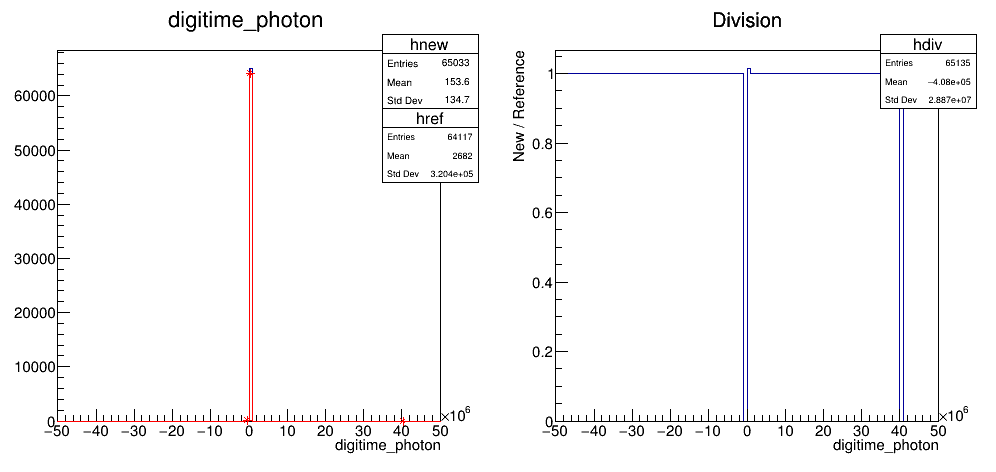 digitime_photon
hnew
Entries 65033
Mean 153.6
Std Dev 134.7
href
Entries 64117
Mean 2682
Std Dev 3.204e+05
60000
50000
40000
30000
20000
10000
0
−50 −40 −30 −20 −10 0 10 20 30 40 50
×10⁶
digitime_photon
Division
hdiv
Entries 65135
Mean −4.08e+05
Std Dev 2.887e+07
New / Reference
1
0.8
0.6
0.4
0.2
0
−50 −40 −30 −20 −10 0 10 20 30 40 50
×10⁶
digitime_photon